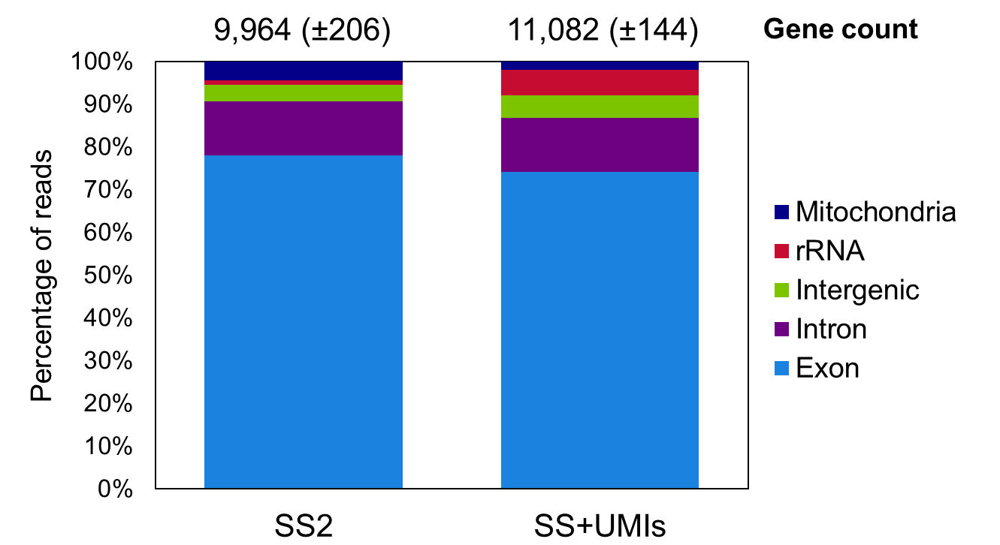 9,964 (±206) 11,082 (±144) Gene count
100%
90%
80%
70%
60%
50%
40%
30%
20%
10%
0%
Percentage of reads
SS2 SS+UMIs
Mitochondria
rRNA
Intergenic
Intron
Exon